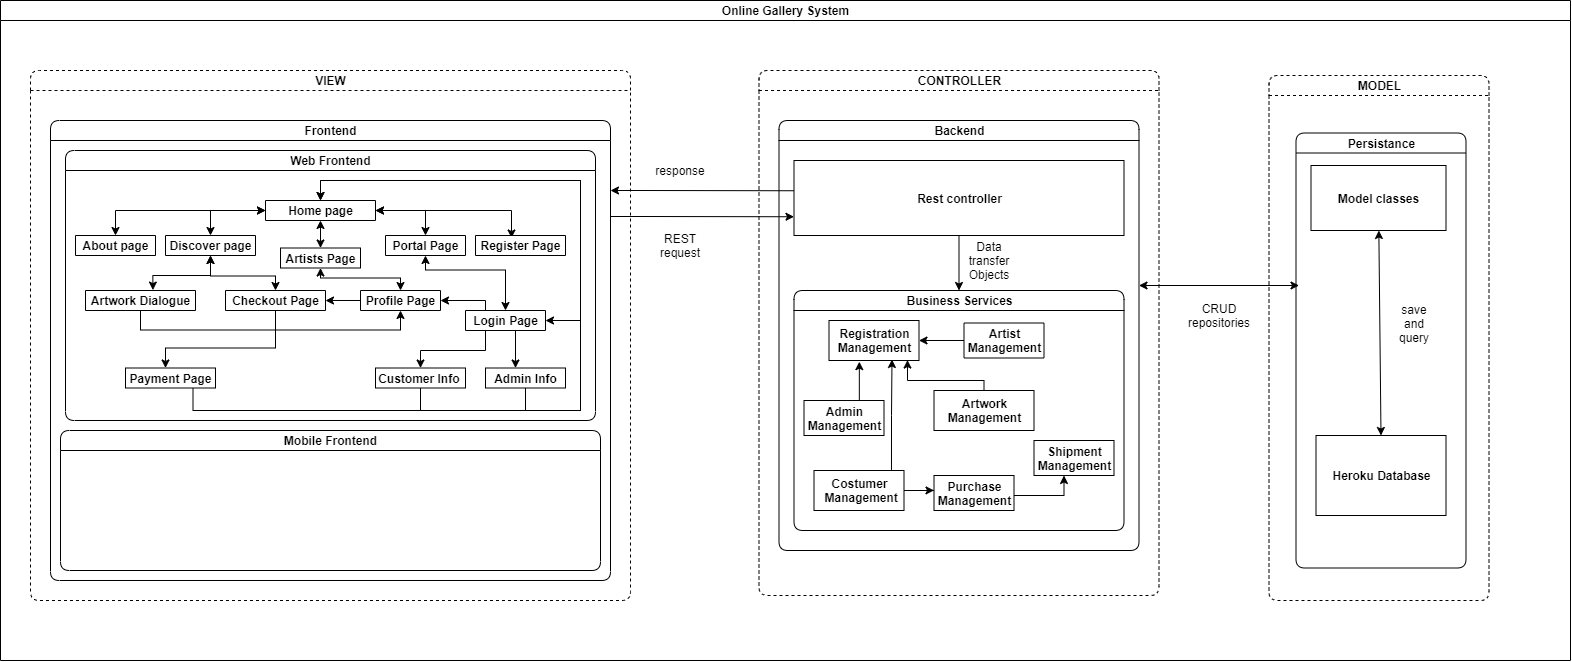 Online Gallery System
VIEW
Frontend
Web Frontend
Home page
About page
Discover page
Artists Page
Portal Page
Register Page
Artwork Dialogue
Checkout Page
Profile Page
Login Page
Payment Page
Customer Info
Admin Info
Mobile Frontend
response
REST
request
CONTROLLER
Backend
Rest controller
Data
transfer
Objects
Business Services
Registration
Management
Artist
Management
Admin
Management
Artwork
Management
Shipment
Management
Costumer
Management
Purchase
Management
CRUD
repositories
MODEL
Persistance
Model classes
save
and
query
Heroku Database